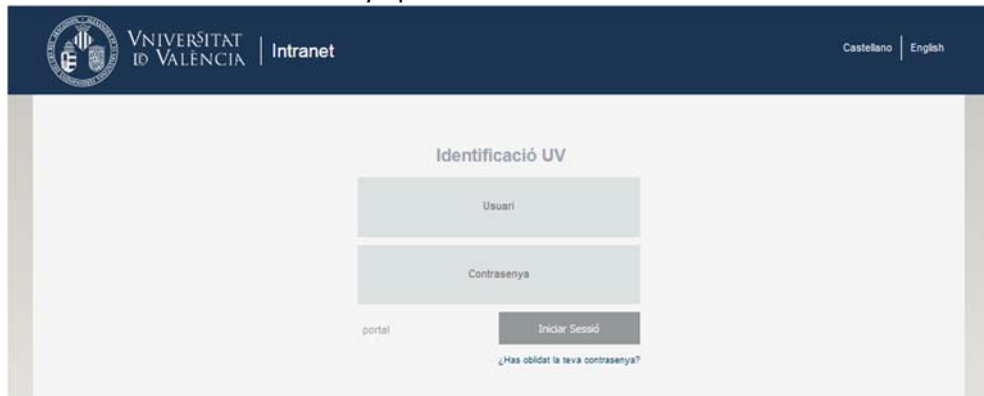 VNIVERSITAT
ID VALÈNCIA
Intranet
Castellano
English
Identificació UV
Usuari
Contrasenya
portal
Iniciar Sessió
¿Has oblidat la teva contrasenya?